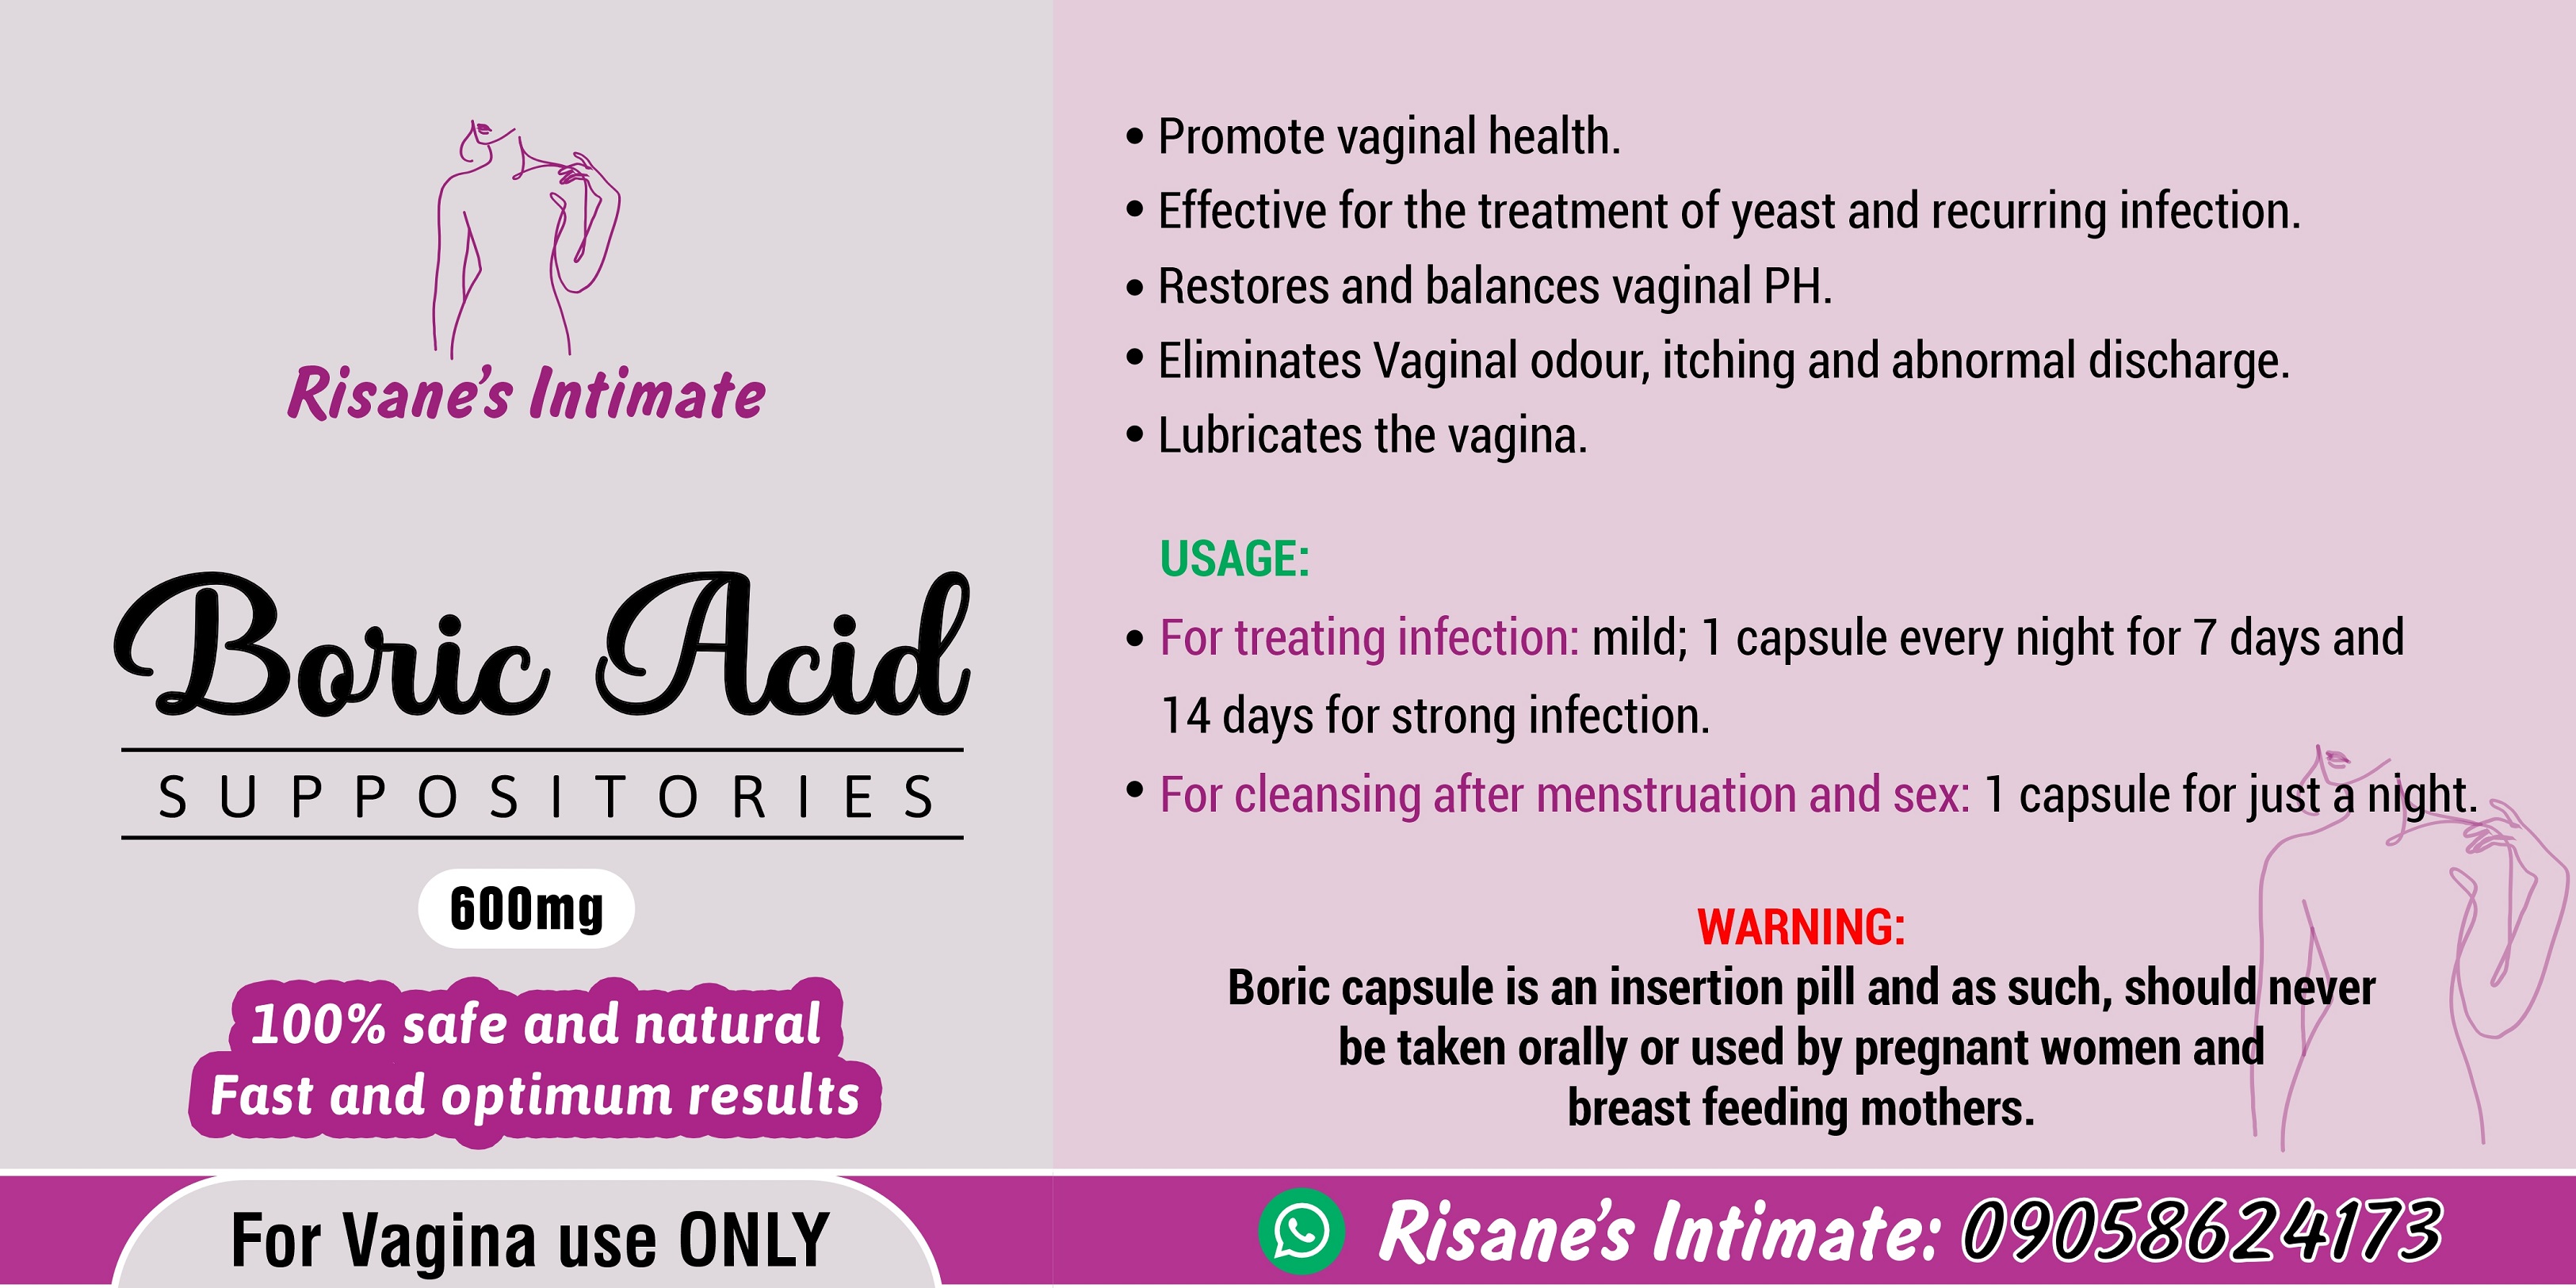 Risane's Intimate
Boric Acid
SUPPOSITORIES
600mg
100% safe and natural
Fast and optimum results
For Vagina use ONLY
• Promote vaginal health.
• Effective for the treatment of yeast and recurring infection.
• Restores and balances vaginal PH.
• Eliminates Vaginal odour, itching and abnormal discharge.
• Lubricates the vagina.
USAGE:
• For treating infection: mild; 1 capsule every night for 7 days and
14 days for strong infection.
• For cleansing after menstruation and sex: 1 capsule for just a night.
WARNING:
Boric capsule is an insertion pill and as such, should never
be taken orally or used by pregnant women and
breast feeding mothers.
Risane's Intimate: 09058624173